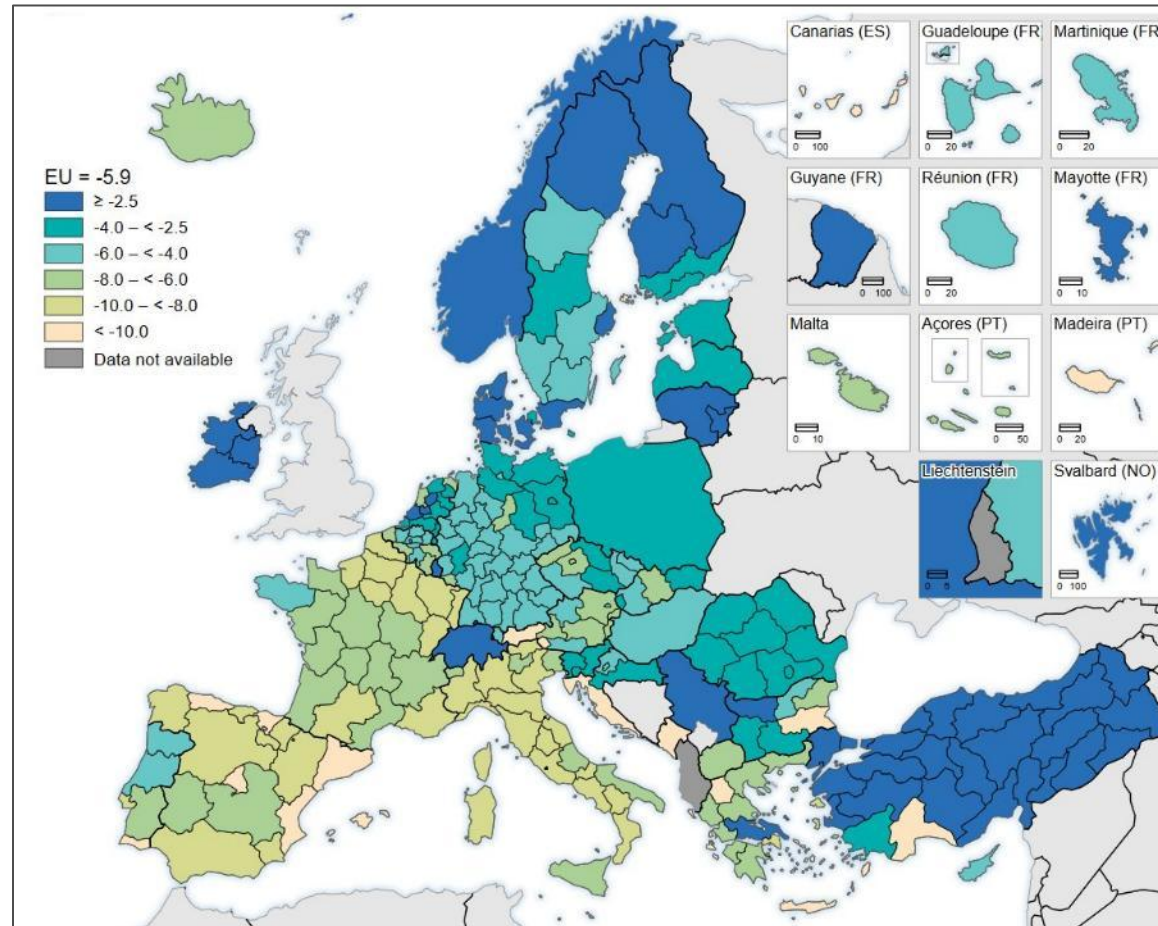 EU = -5.9
≥ -2.5
-4.0 – < -2.5
-6.0 – < -4.0
-8.0 – < -6.0
-10.0 – < -8.0
< -10.0
Data not available
Canarias (ES)
0 100
Guadeloupe (FR)
0 20
Martinique (FR
0 20
Guyane (FR)
0 100
Réunion (FR)
0 20
Mayotte (FR)
0 10
Malta
0 10
Açores (PT)
0 50
Madeira (PT)
0 20
Liechtenstein
0 5
Svalbard (NO)
0 100